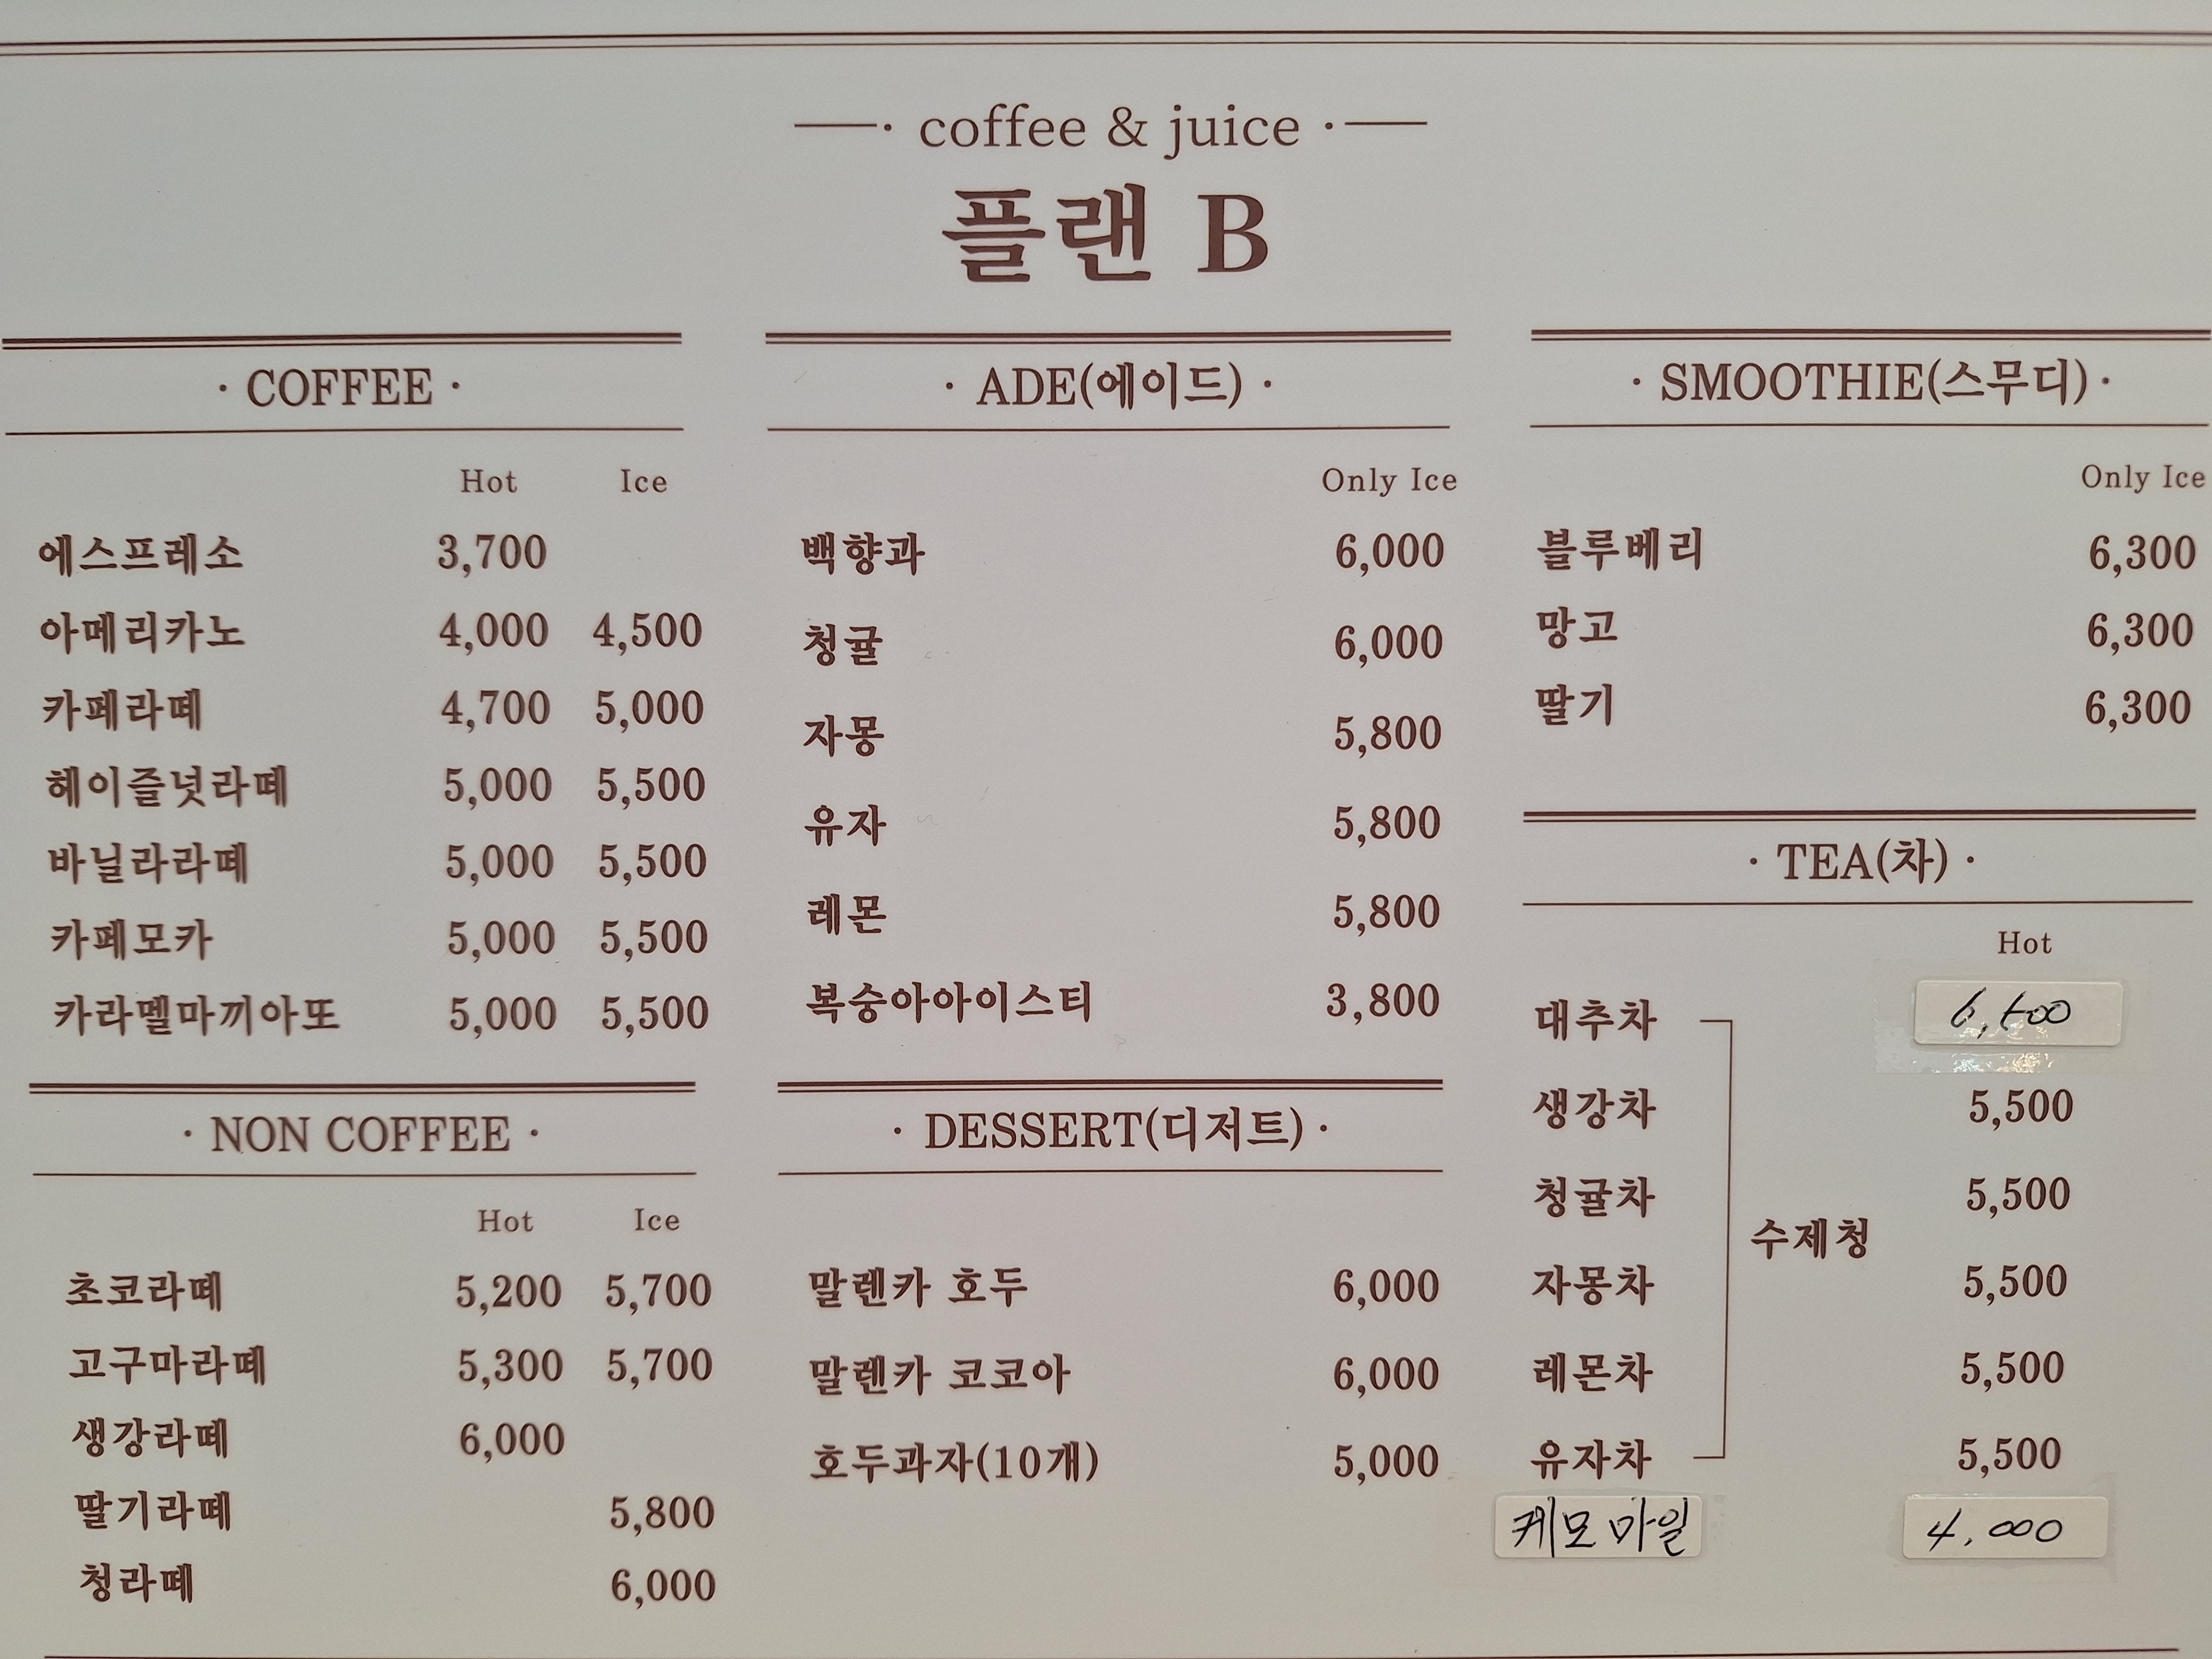 coffee & juice
플랜 B
· COFFEE ·
Hot Ice
에스프레소 3,700
아메리카노 4,000 4,500
카페라떼 4,700 5,000
헤이즐넛라떼 5,000 5,500
바닐라라떼 5,000 5,500
카페모카 5,000 5,500
카라멜마끼아또 5,000 5,500
· NON COFFEE ·
Hot Ice
초코라떼 5,200 5,700
고구마라떼 5,300 5,700
생강라떼 6,000
딸기라떼 5,800
청라떼 6,000
· ADE(에이드) ·
Only Ice
백향과 6,000
청귤 6,000
자몽 5,800
유자 5,800
레몬 5,800
복숭아아이스티 3,800
· DESSERT(디저트) ·
말렌카 호두 6,000
말렌카 코코아 6,000
호두과자(10개) 5,000
· SMOOTHIE(스무디) ·
Only Ice
블루베리 6,300
망고 6,300
딸기 6,300
· TEA(차) ·
Hot
대추차 6,500
생강차 5,500
청귤차 5,500
수제청
자몽차 5,500
레몬차 5,500
유자차 5,500
케모마일 4.000